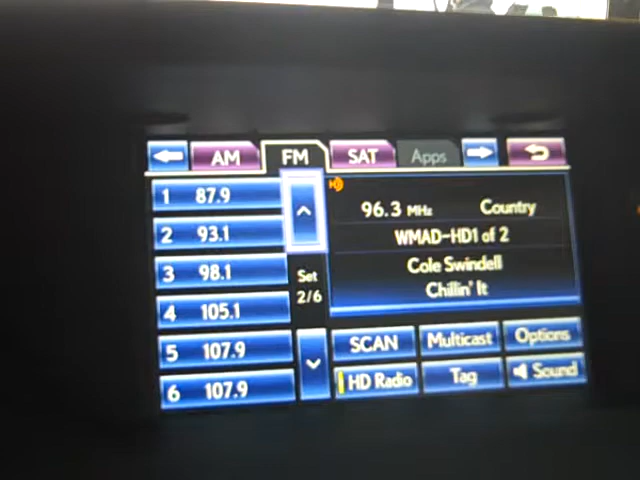 AM FM SAT Apps
1 87.9
2 93.1
3 98.1
4 105.1
5 107.9
6 107.9
Set
2/6
96.3 MHz Country
WMAD-HD1 of 2
Cole Swindell
Chillin' It
SCAN Multicast Options
HD Radio Tag Sound